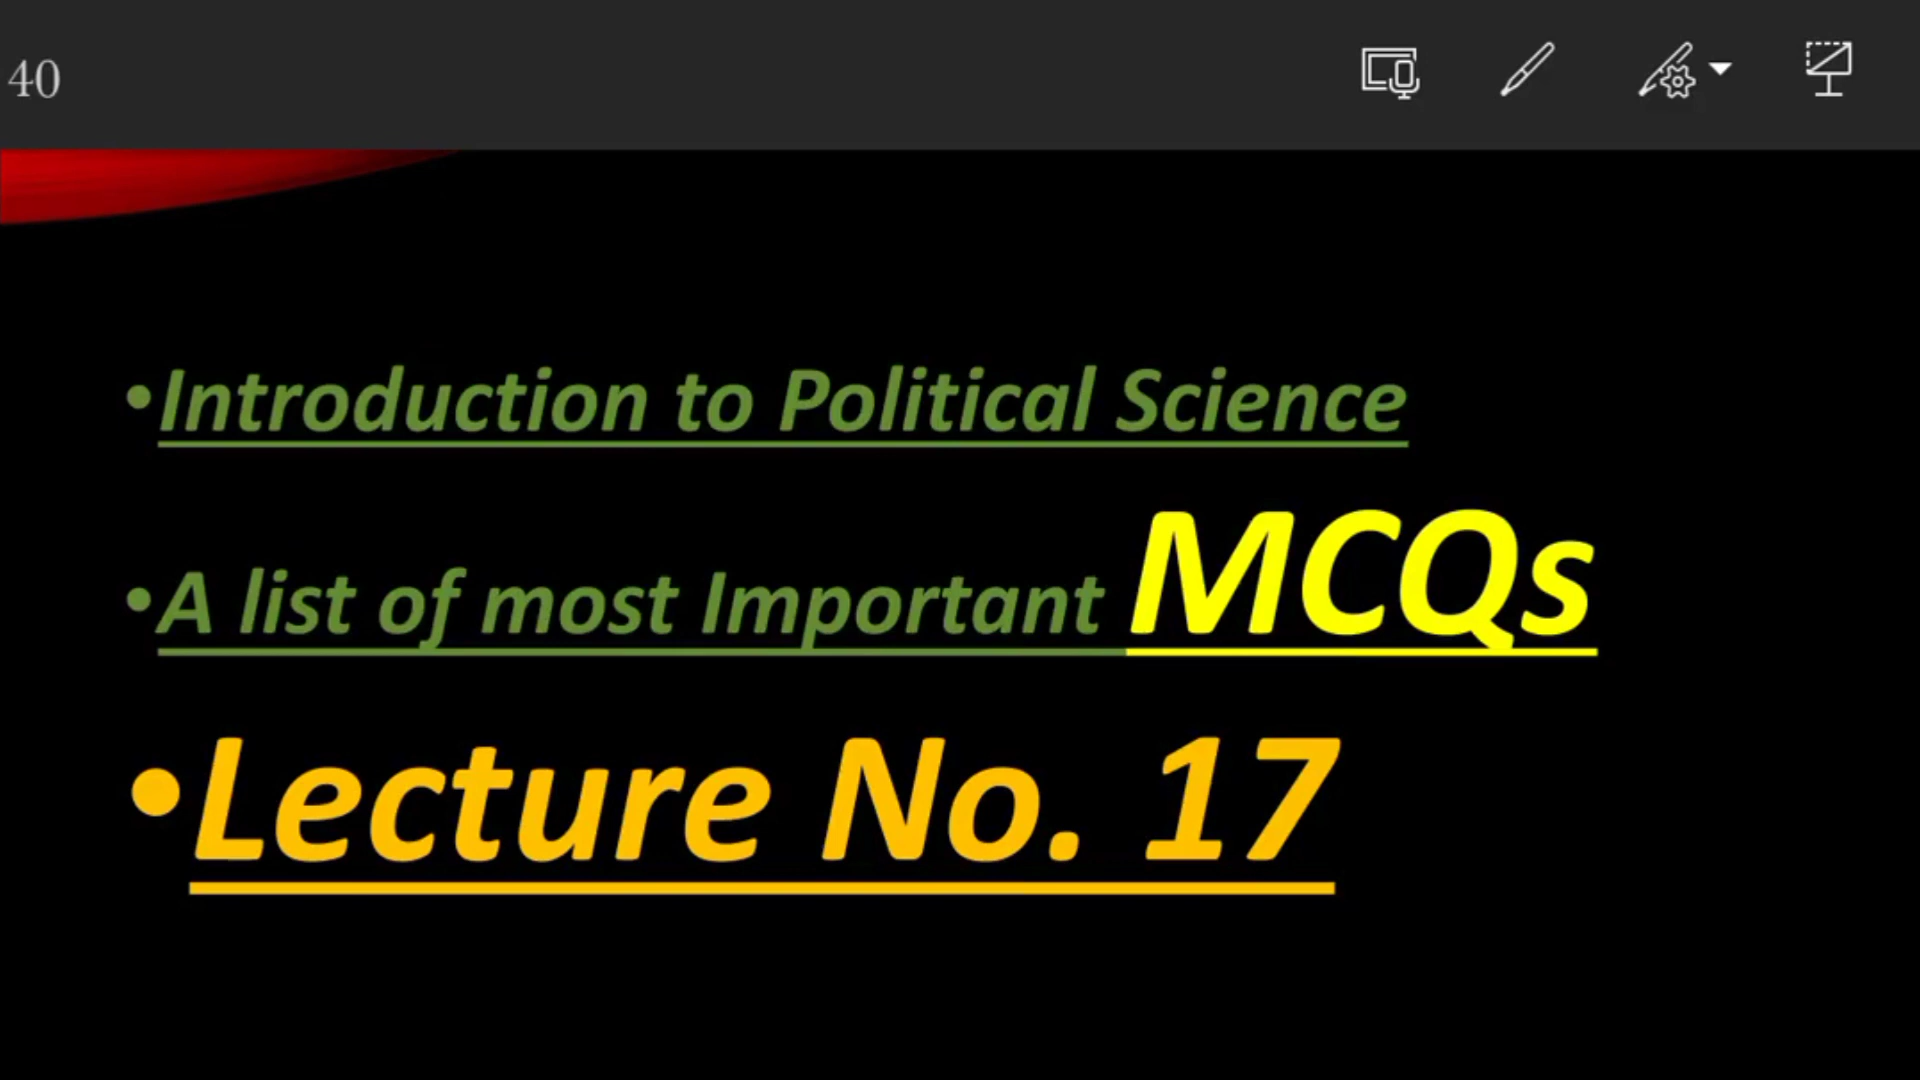 40
•Introduction to Political Science
•A list of most Important MCQs
•Lecture No. 17